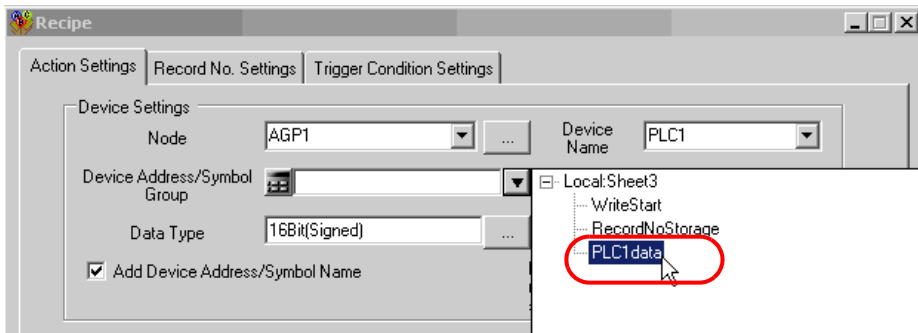 Recipe
Action Settings Record No. Settings Trigger Condition Settings
Device Settings
Node AGP1 ... Device Name PLC1
Device Address/Symbol Group
Local:Sheet3
WriteStart
RecordNoStorage
PLC1data
Data Type 16Bit(Signed) ...
Add Device Address/Symbol Name